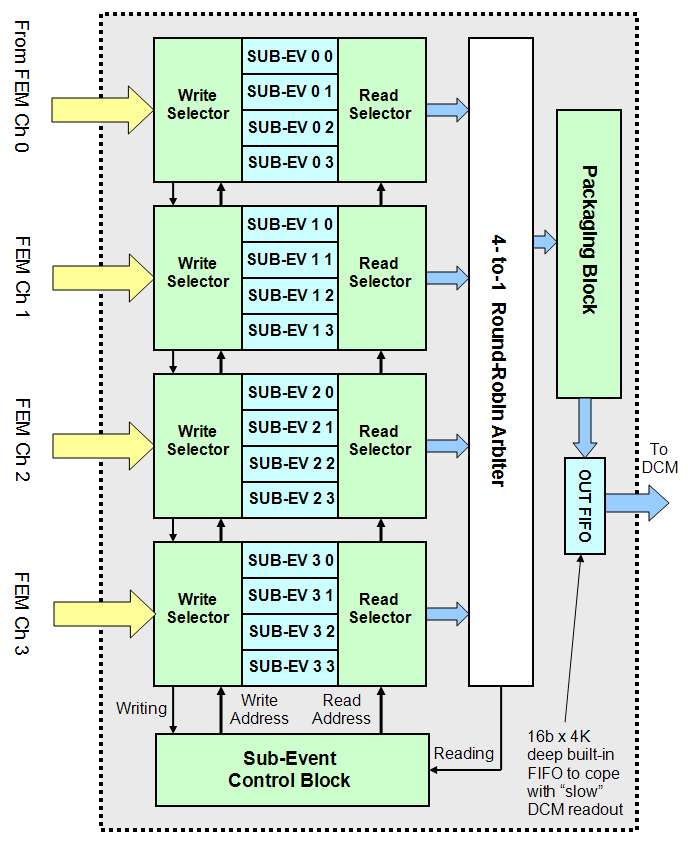 From FEM Ch 0
Write
Selector
SUB-EV 0 0
SUB-EV 0 1
SUB-EV 0 2
SUB-EV 0 3
Read
Selector
FEM Ch 1
Write
Selector
SUB-EV 1 0
SUB-EV 1 1
SUB-EV 1 2
SUB-EV 1 3
Read
Selector
FEM Ch 2
Write
Selector
SUB-EV 2 0
SUB-EV 2 1
SUB-EV 2 2
SUB-EV 2 3
Read
Selector
FEM Ch 3
Write
Selector
SUB-EV 3 0
SUB-EV 3 1
SUB-EV 3 2
SUB-EV 3 3
Read
Selector
4- to-1 Round-Robin Arbiter
Packaging Block
OUT FIFO
To
DCM
Writing
Write
Address
Read
Address
Sub-Event
Control Block
Reading
16b x 4K
deep built-in
FIFO to cope
with “slow”
DCM readout